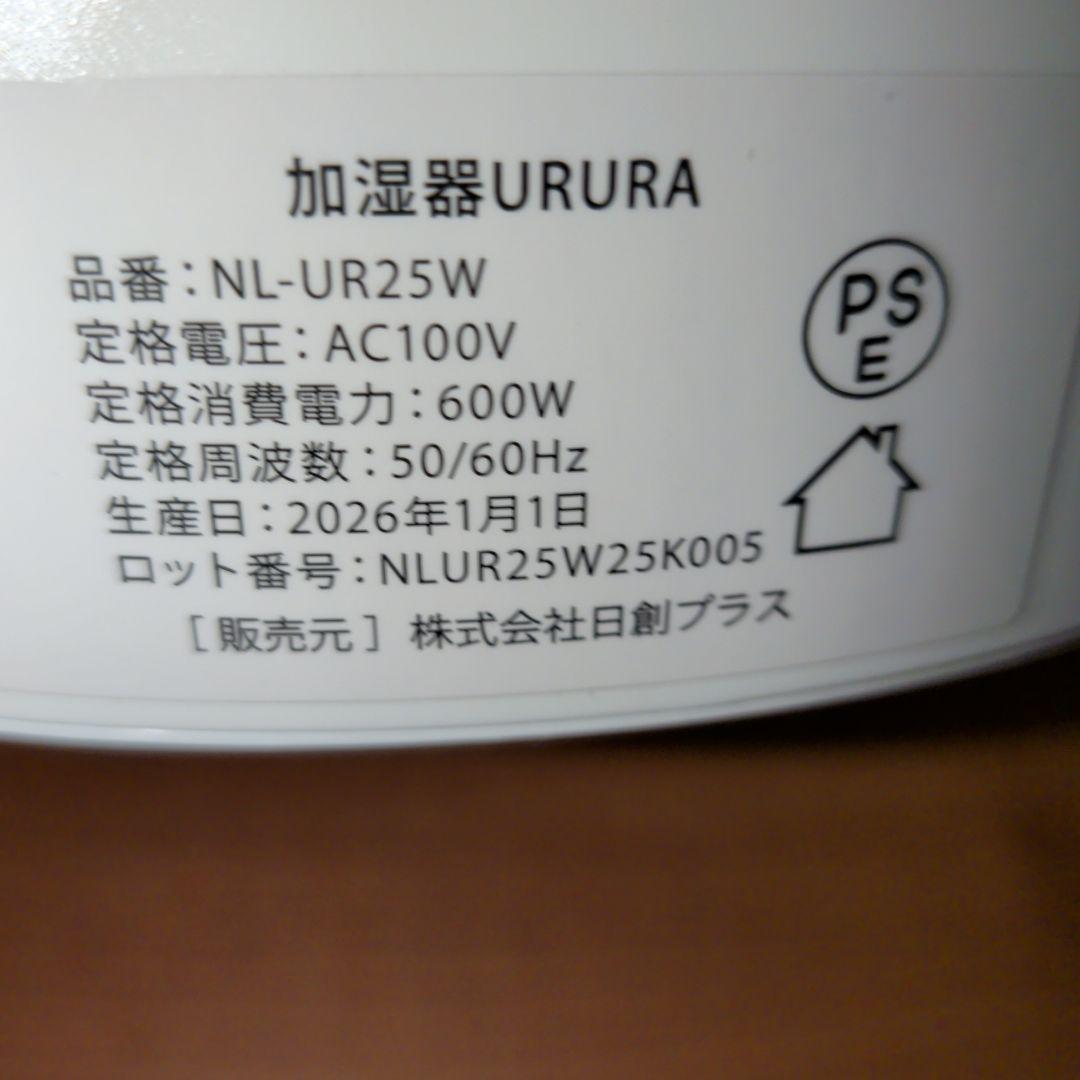 加湿器URURA
品番：NL-UR25W
定格電圧：AC100V
定格消費電力：600W
定格周波数：50/60Hz
生産日：2026年1月1日
ロット番号：NLUR25W25K005
［販売元］株式会社日創プラス
PS
E